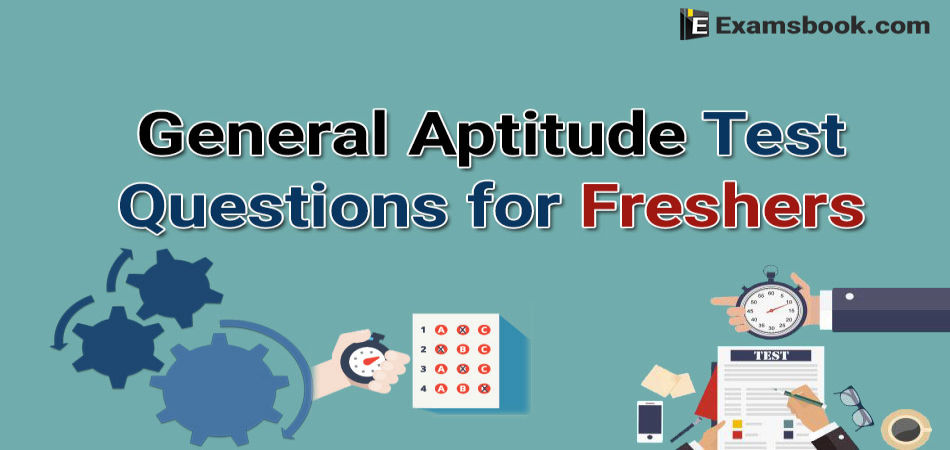 E Examsbook.com
General Aptitude Test
Questions for Freshers
1 A X C
2 X B C
3 A X C
4 A B X
60 5 10 15 20 25 30 35 40 45 50 55
TEST